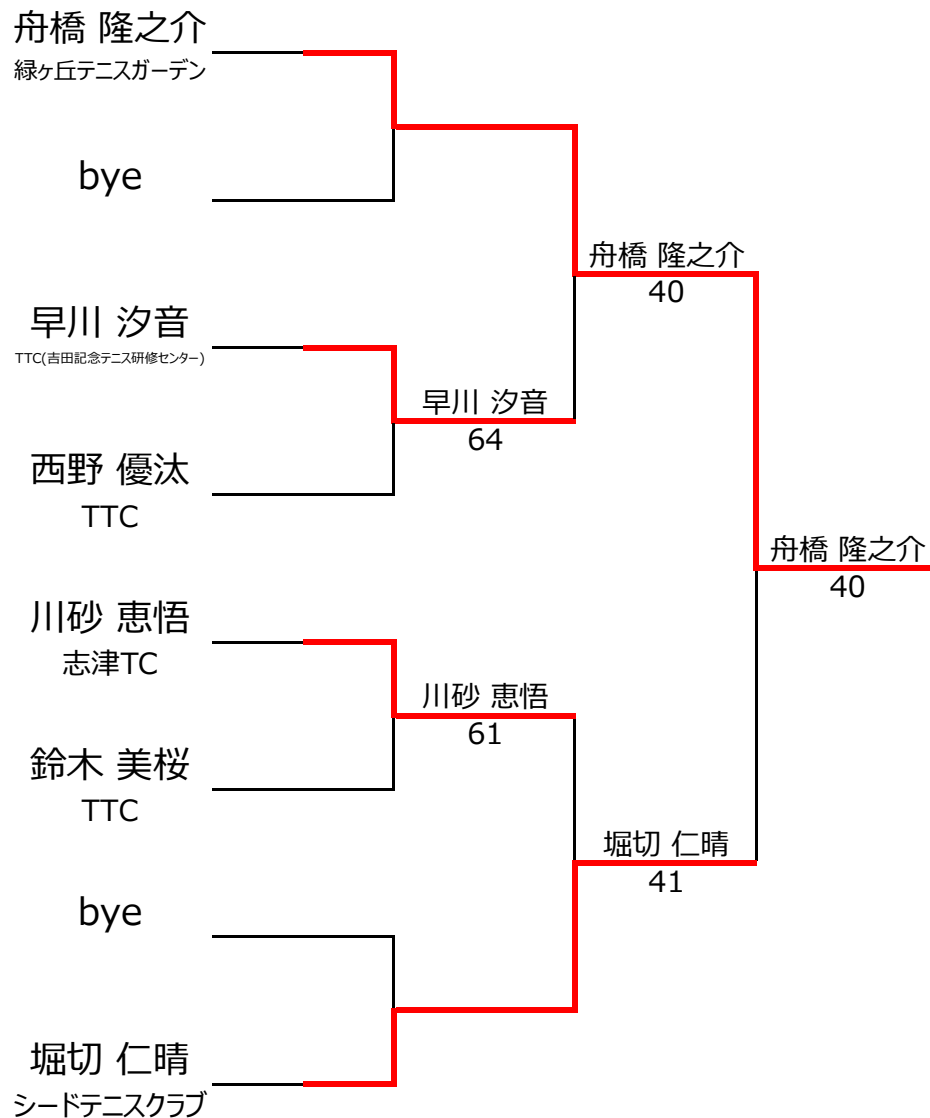 舟橋 隆之介
緑ヶ丘テニスガーデン
bye
舟橋 隆之介
40
早川 汐音
TTC(吉田記念テニス研修センター)
早川 汐音
64
西野 優汰
TTC
舟橋 隆之介
40
川砂 恵悟
志津TC
川砂 恵悟
61
鈴木 美桜
TTC
堀切 仁晴
41
bye
堀切 仁晴
シードテニスクラブ